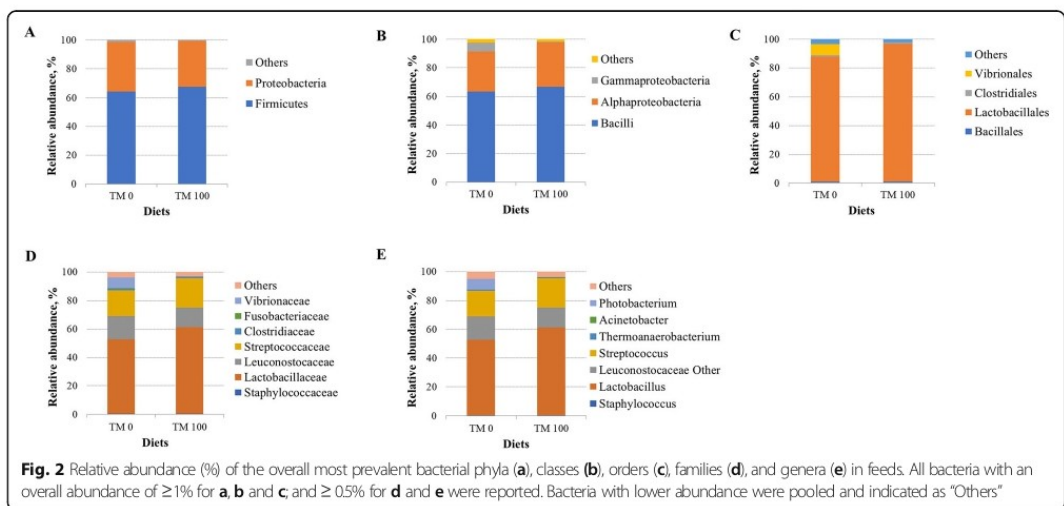 A
Relative abundance, %
100
80
60
40
20
0
TM 0 TM 100
Diets
Others
Proteobacteria
Firmicutes
B
Relative abundance, %
100
80
60
40
20
0
TM 0 TM 100
Diets
Others
Gammaproteobacteria
Alphaproteobacteria
Bacilli
C
Relative abundance, %
100
80
60
40
20
0
TM 0 TM 100
Diets
Others
Vibrionales
Clostridiales
Lactobacillales
Bacillales
D
Relative abundance, %
100
80
60
40
20
0
TM 0 TM 100
Diets
Others
Vibrionaceae
Fusobacteriaceae
Clostridiaceae
Streptococcaceae
Leuconostocaceae
Lactobacillaceae
Staphylococcaceae
E
Relative abundance, %
100
80
60
40
20
0
TM 0 TM 100
Diets
Others
Photobacterium
Acinetobacter
Thermoanaerobacterium
Streptococcus
Leuconostocaceae Other
Lactobacillus
Staphylococcus
Fig. 2 Relative abundance (%) of the overall most prevalent bacterial phyla (a), classes (b), orders (c), families (d), and genera (e) in feeds. All bacteria with an
overall abundance of ≥1% for a, b and c; and ≥ 0.5% for d and e were reported. Bacteria with lower abundance were pooled and indicated as “Others”